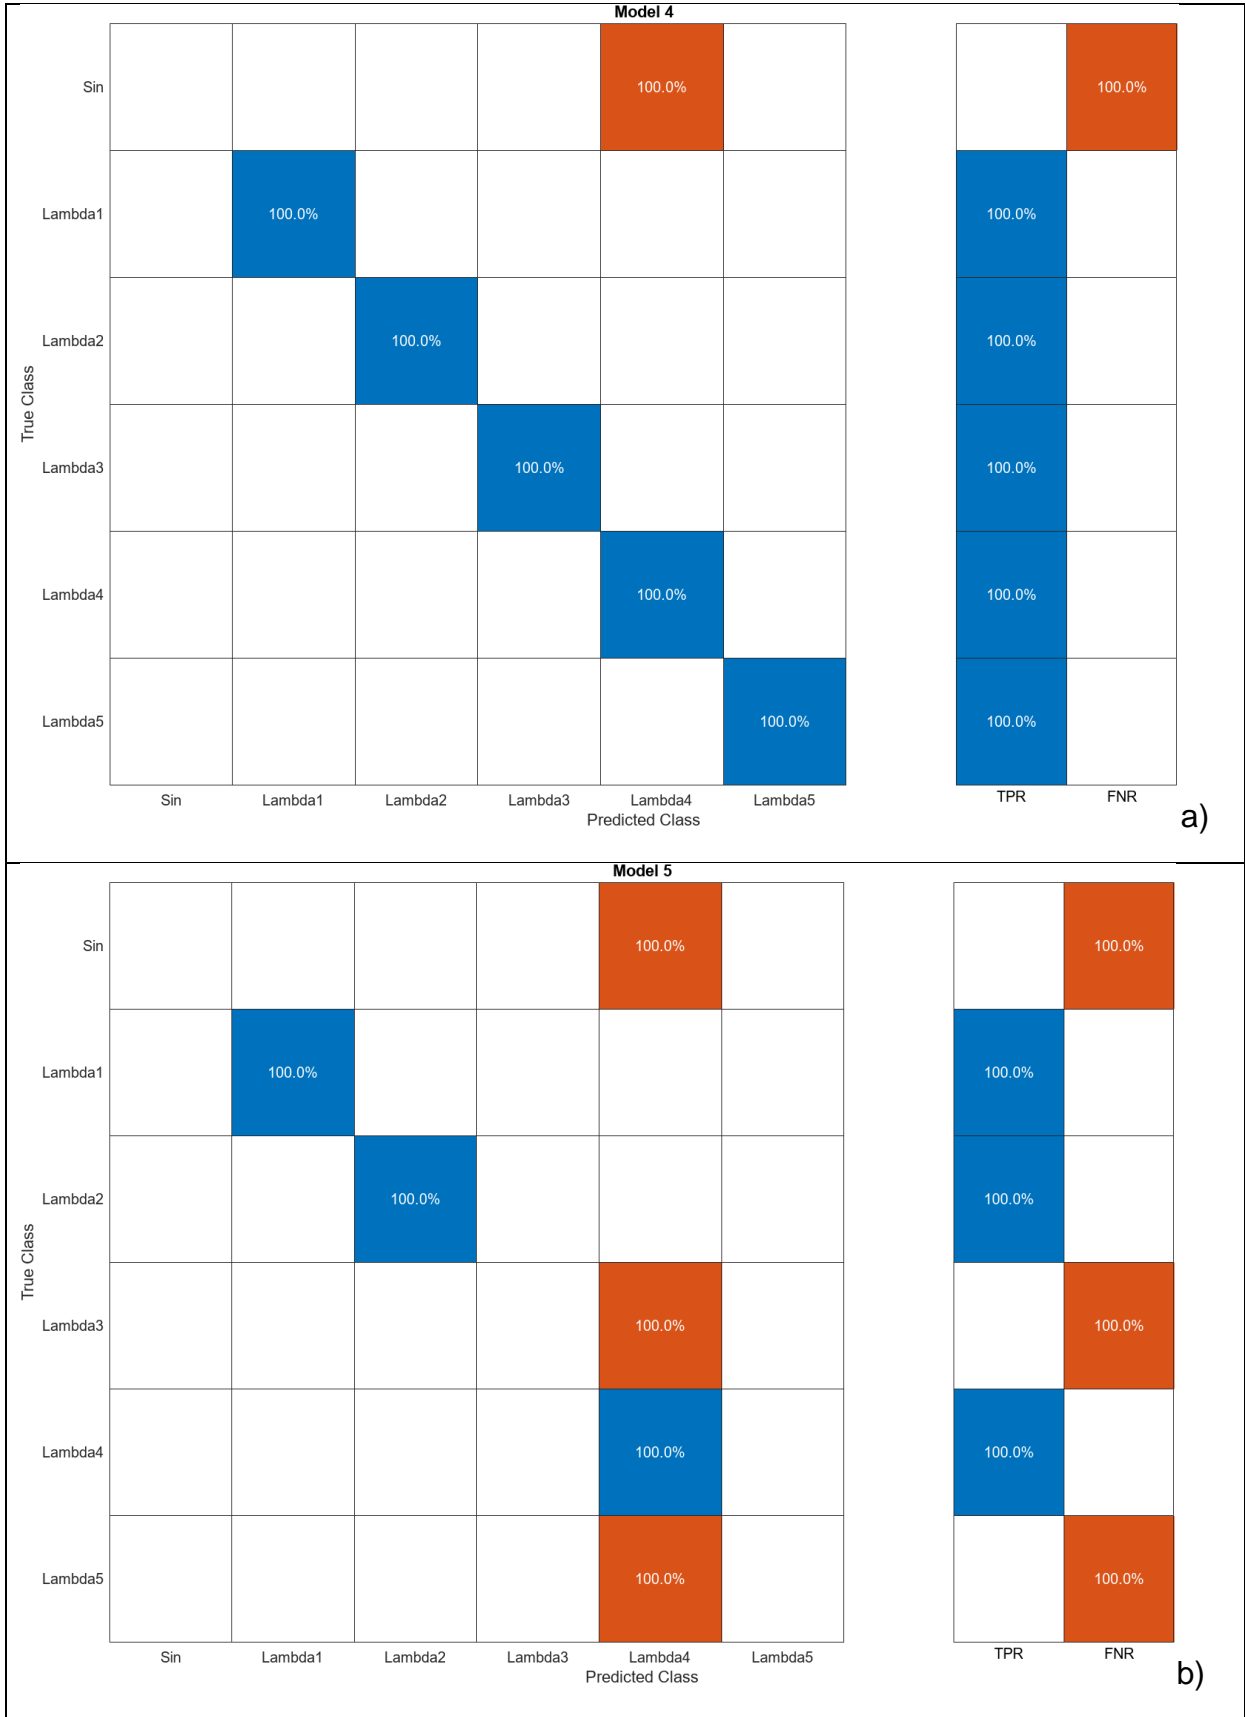 Model 4
Sin 100.0% 100.0%
Lambda1 100.0% 100.0%
Lambda2 100.0% 100.0%
Lambda3 100.0% 100.0%
Lambda4 100.0% 100.0%
Lambda5 100.0% 100.0%
True Class
Sin Lambda1 Lambda2 Lambda3 Lambda4 Lambda5 TPR FNR
Predicted Class
a)
Model 5
Sin 100.0% 100.0%
Lambda1 100.0% 100.0%
Lambda2 100.0% 100.0%
Lambda3 100.0% 100.0%
Lambda4 100.0% 100.0%
Lambda5 100.0% 100.0%
True Class
Sin Lambda1 Lambda2 Lambda3 Lambda4 Lambda5 TPR FNR
Predicted Class
b)